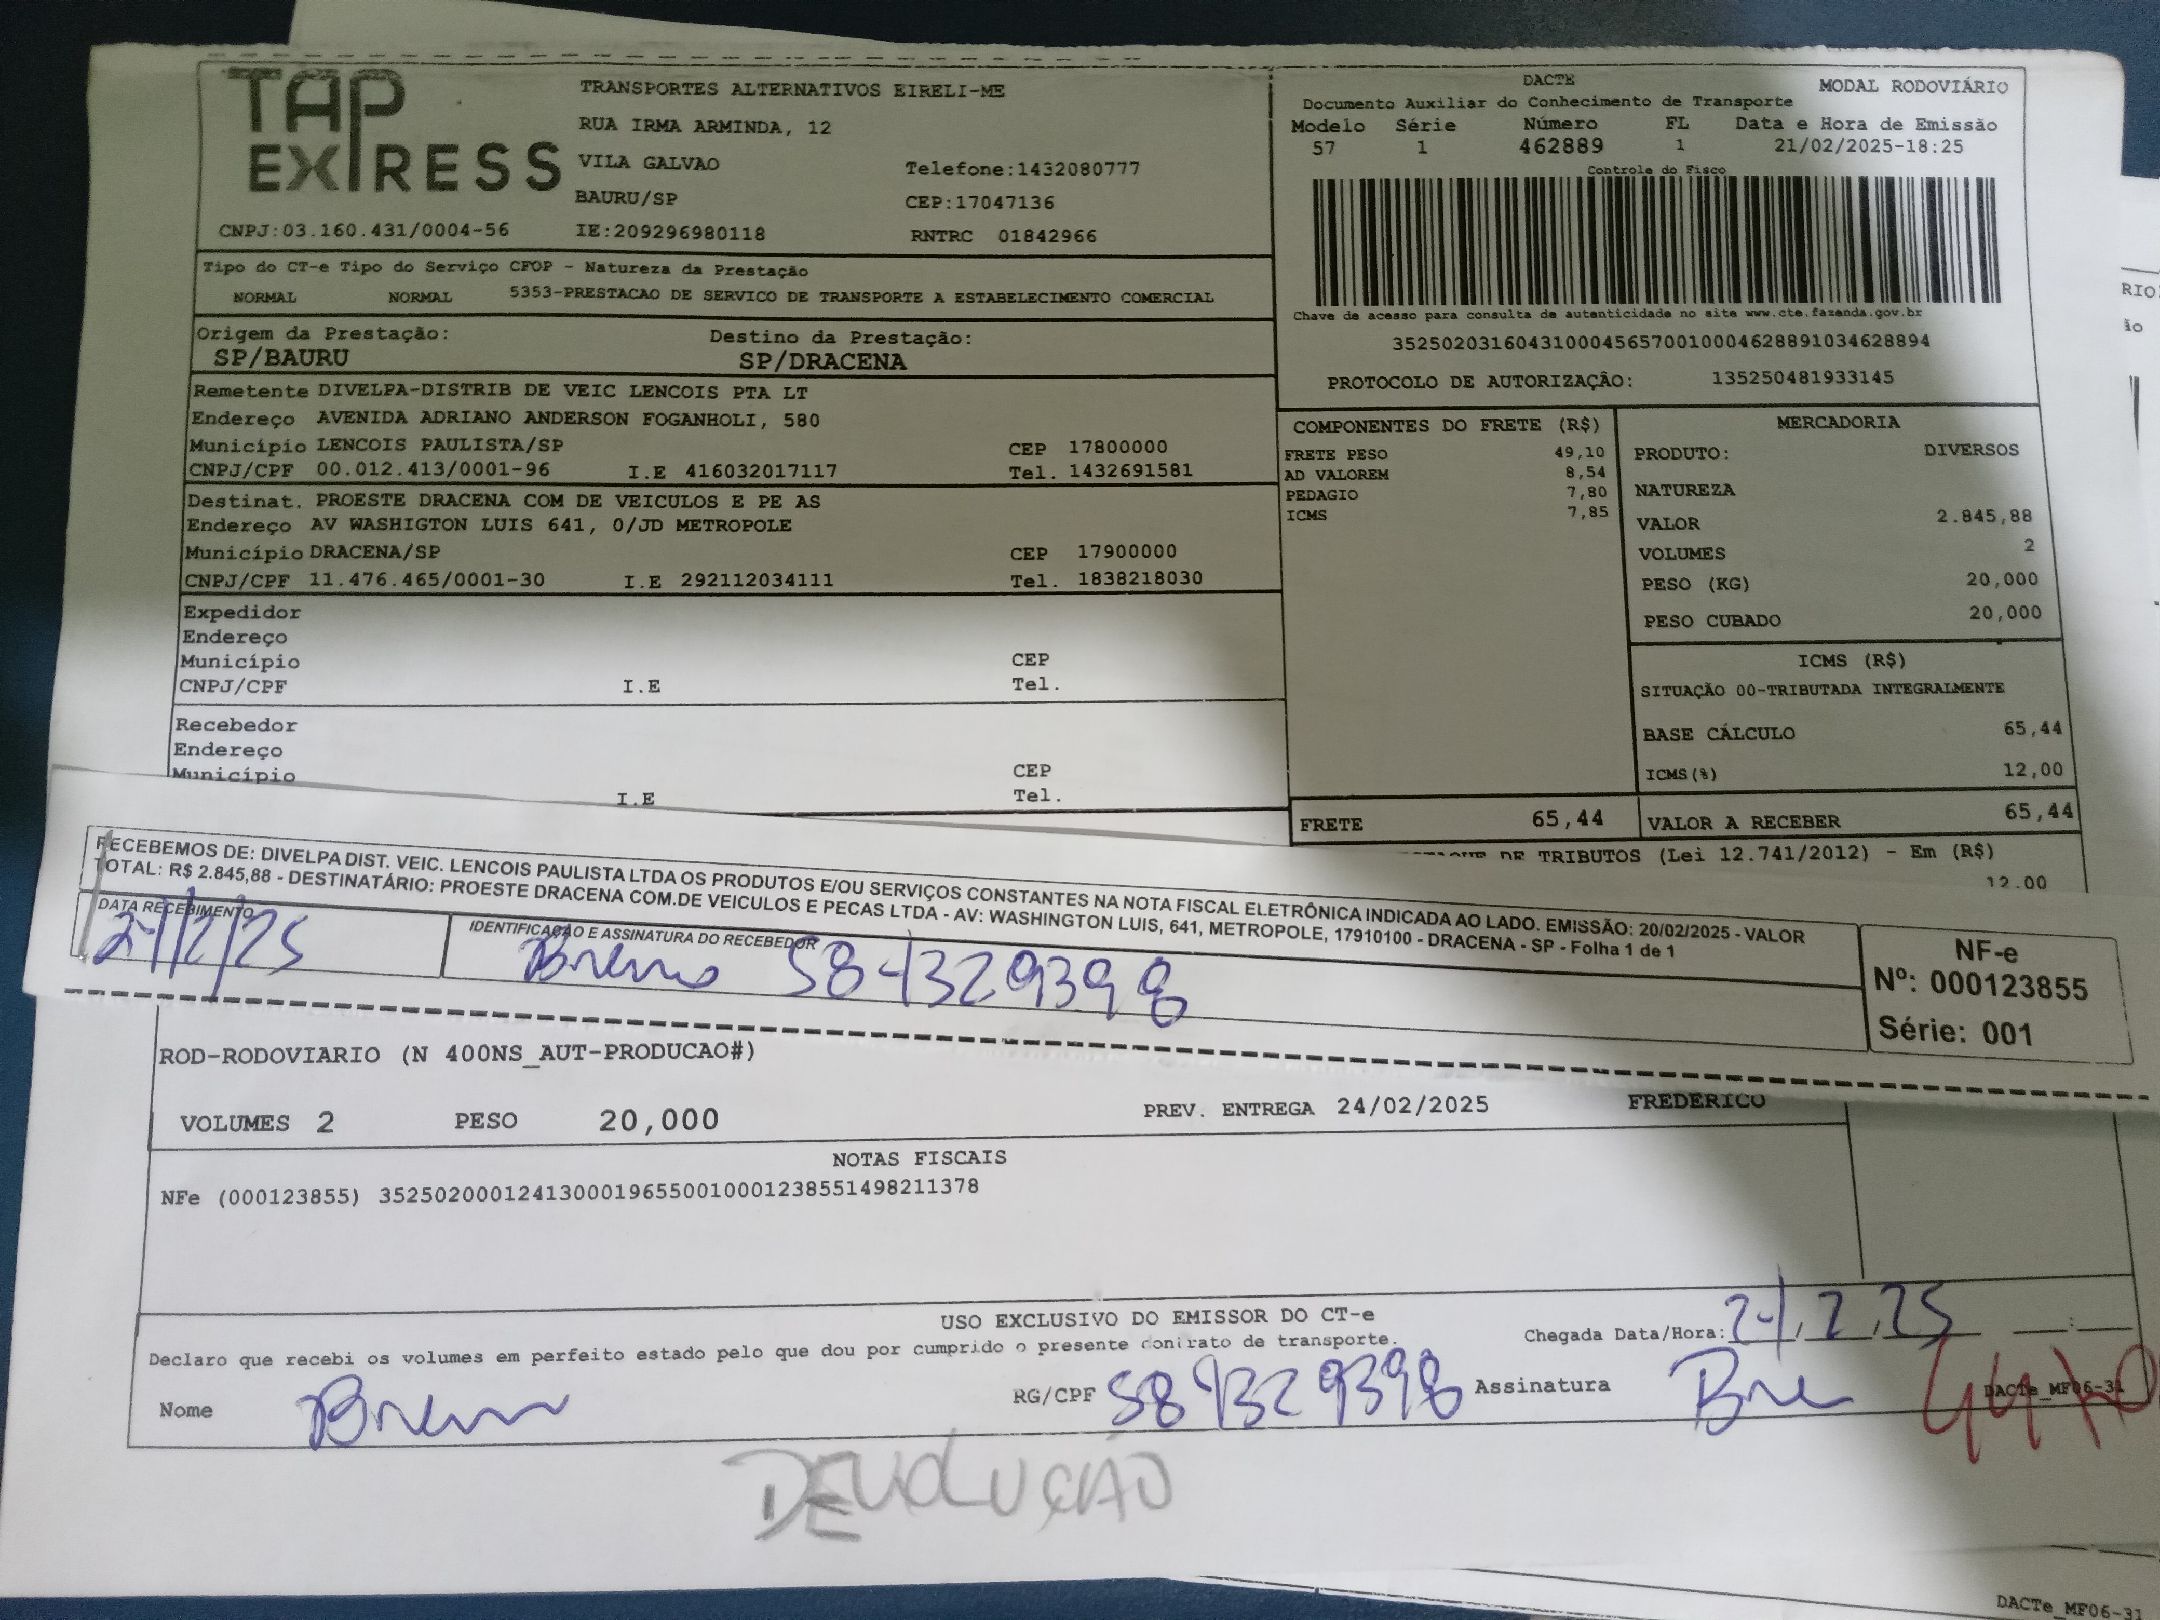 TAP EXPRESS
TRANSPORTES ALTERNATIVOS EIRELI-ME
RUA IRMA ARMINDA, 12
VILA GALVAO Telefone:1432080777
BAURU/SP CEP:17047136
CNPJ:03.160.431/0004-56 IE:209296980118 RNTRC 01842966
Tipo do CT-e Tipo do Serviço CFOP - Natureza da Prestação
NORMAL NORMAL 5353-PRESTACAO DE SERVICO DE TRANSPORTE A ESTABELECIMENTO COMERCIAL
Origem da Prestação: Destino da Prestação:
SP/BAURU SP/DRACENA
Remetente DIVELPA-DISTRIB DE VEIC LENCOIS PTA LT
Endereço AVENIDA ADRIANO ANDERSON FOGANHOLI, 580
Município LENCOIS PAULISTA/SP CEP 17800000
CNPJ/CPF 00.012.413/0001-96 I.E 416032017117 Tel. 1432691581
Destinat. PROESTE DRACENA COM DE VEICULOS E PE AS
Endereço AV WASHIGTON LUIS 641, 0/JD METROPOLE
Município DRACENA/SP CEP 17900000
CNPJ/CPF 11.476.465/0001-30 I.E 292112034111 Tel. 1838218030
Expedidor
Endereço
Município CEP
CNPJ/CPF I.E Tel.
Recebedor
Endereço
Município CEP
I.E Tel.
DACTE MODAL RODOVIÁRIO
Documento Auxiliar do Conhecimento de Transporte
Modelo Série Número FL Data e Hora de Emissão
57 1 462889 1 21/02/2025-18:25
Controle do Fisco
Chave de acesso para consulta de autenticidade no site www.cte.fazenda.gov.br
35250203160431000456570010004628891034628894
PROTOCOLO DE AUTORIZAÇÃO: 135250481933145
COMPONENTES DO FRETE (R$)
FRETE PESO 49,10
AD VALOREM 8,54
PEDAGIO 7,80
ICMS 7,85
FRETE 65,44
MERCADORIA
PRODUTO: DIVERSOS
NATUREZA
VALOR 2.845,88
VOLUMES 2
PESO (KG) 20,000
PESO CUBADO 20,000
ICMS (R$)
SITUAÇÃO 00-TRIBUTADA INTEGRALMENTE
BASE CÁLCULO 65,44
ICMS(%) 12,00
VALOR A RECEBER 65,44
DE TRIBUTOS (Lei 12.741/2012) - Em (R$)
12.00
RECEBEMOS DE: DIVELPA DIST. VEIC. LENCOIS PAULISTA LTDA OS PRODUTOS E/OU SERVIÇOS CONSTANTES NA NOTA FISCAL ELETRÔNICA INDICADA AO LADO. EMISSÃO: 20/02/2025 - VALOR
TOTAL: R$ 2.845,88 - DESTINATÁRIO: PROESTE DRACENA COM.DE VEICULOS E PECAS LTDA - AV: WASHINGTON LUIS, 641, METROPOLE, 17910100 - DRACENA - SP - Folha 1 de 1
DATA RECEBIMENTO IDENTIFICAÇÃO E ASSINATURA DO RECEBEDOR
24/2/25 Breno 584329398
NF-e
Nº: 000123855
Série: 001
ROD-RODOVIARIO (N 400NS_AUT-PRODUCAO#)
VOLUMES 2 PESO 20,000 PREV. ENTREGA 24/02/2025 FREDERICO
NOTAS FISCAIS
NFe (000123855) 35250200012413000196550010001238551498211378
USO EXCLUSIVO DO EMISSOR DO CT-e
Declaro que recebi os volumes em perfeito estado pelo que dou por cumprido o presente contrato de transporte. Chegada Data/Hora: 24, 2, 25
Nome Breno RG/CPF 584329398 Assinatura Bre
DACTe_MF06-31
DEVOLUÇÃO
DACTe_MF06-31